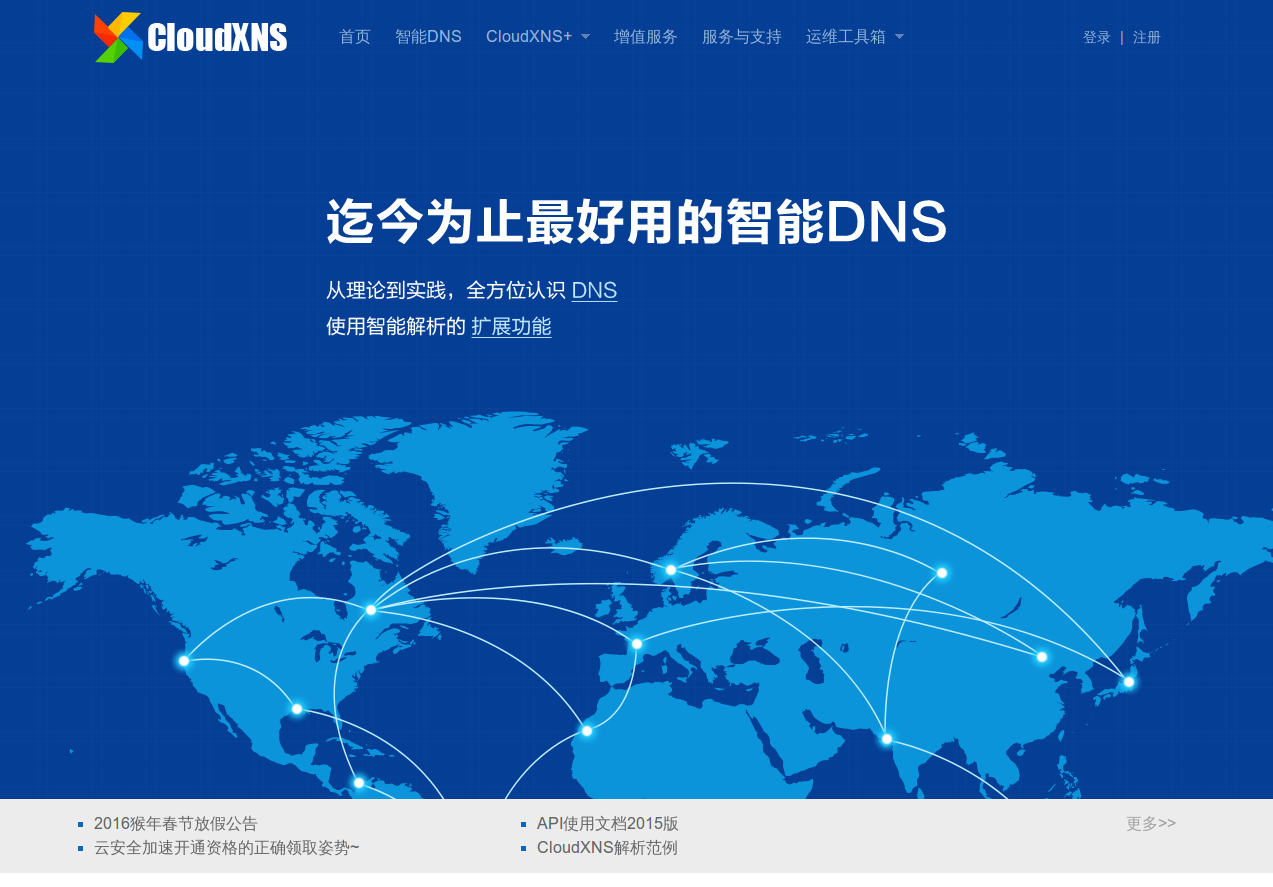 CloudXNS 首页 智能DNS CloudXNS+ 增值服务 服务与支持 运维工具箱 登录 | 注册
迄今为止最好用的智能DNS
从理论到实践，全方位认识 DNS
使用智能解析的 扩展功能
2016猴年春节放假公告 API使用文档2015版 更多>>
云安全加速开通资格的正确领取姿势~ CloudXNS解析范例